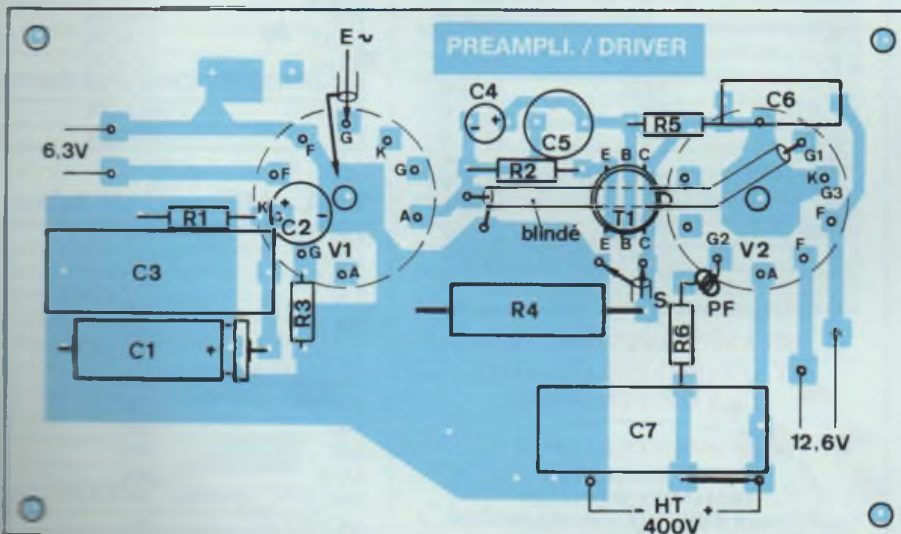 E ~
PREAMPLI. / DRIVER
C4
C6
- +
C5
R5
6,3V
F
G
K
G1
E B C
F
G
R2
K
G3
R1
K
+
C2
-
A
T1
F
blindé
E B C
G2
V2
F
V1
G
C3
A
A
S
PF
R3
R4
R6
C1
+
-
C7
12,6V
- HT +
400V